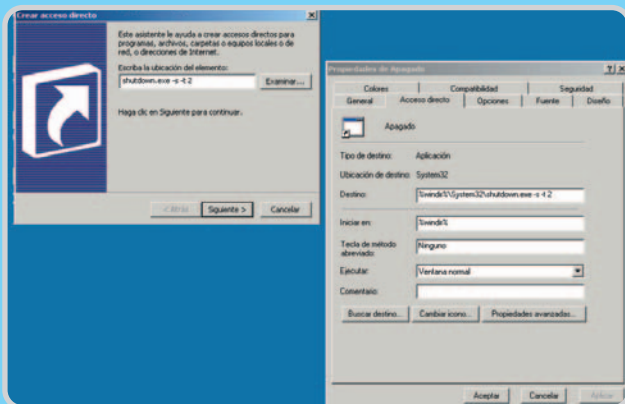 Crear acceso directo
Este asistente le ayuda a crear accesos directos para
programas, archivos, carpetas o equipos locales o de
red, o direcciones de Internet.
Escriba la ubicación del elemento:
shutdown.exe -s -t 2
Examinar...
Haga clic en Siguiente para continuar.
< Atrás
Siguiente >
Cancelar
Propiedades de Apagado
Colores
Compatibilidad
Seguridad
General
Acceso directo
Opciones
Fuente
Diseño
Apagado
Tipo de destino:
Aplicación
Ubicación de destino:
System32
Destino:
%windir%\System32\shutdown.exe -s -t 2
Iniciar en:
%windir%
Tecla de método
abreviado:
Ninguno
Ejecutar:
Ventana normal
Comentario:
Buscar destino...
Cambiar icono...
Propiedades avanzadas...
Aceptar
Cancelar
Aplicar